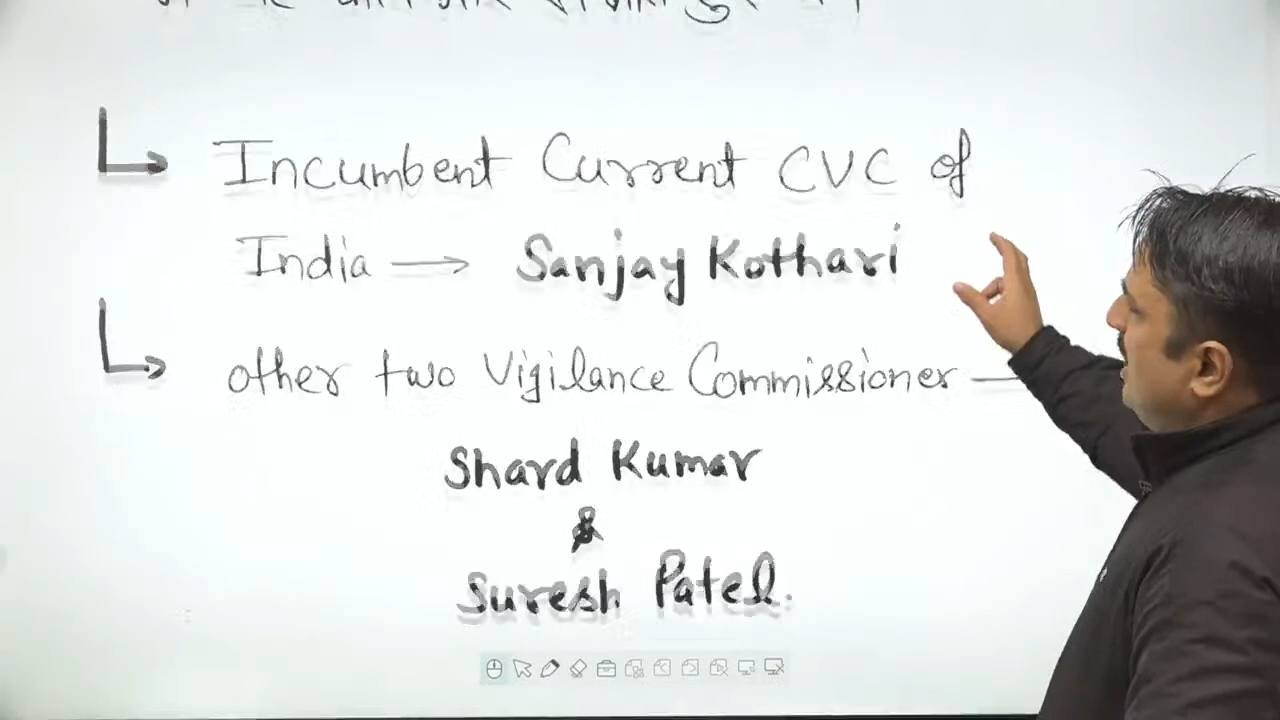 Incumbent Current CVC of
India → Sanjay Kothari
other two Vigilance Commissioner —
Shard Kumar
&
Suresh Patel.